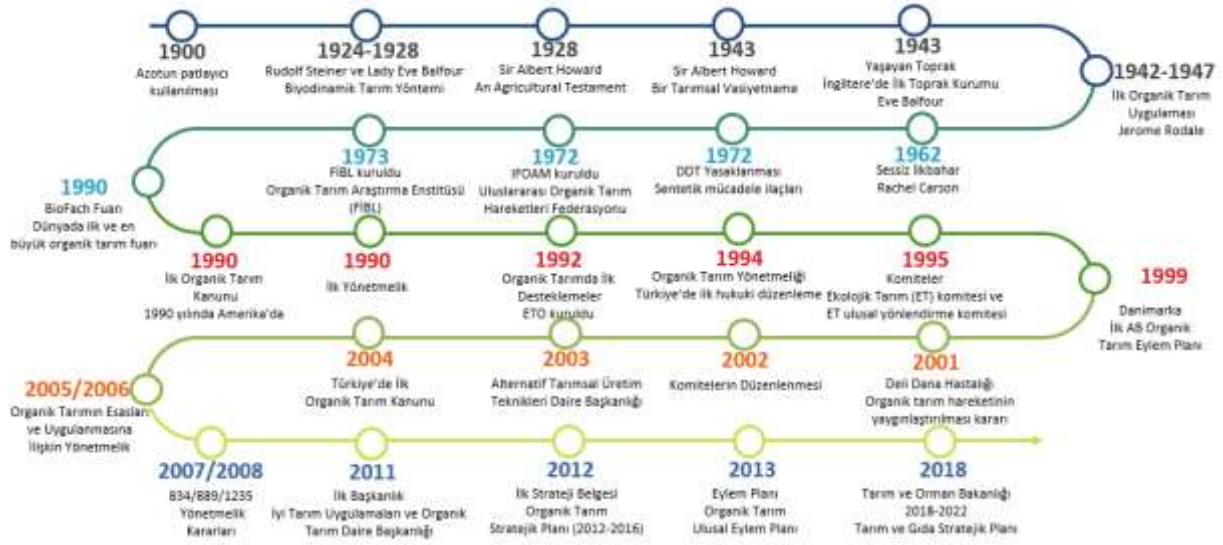 1900
Azotun patlayıcı
kullanılması
1924-1928
Rudolf Steiner ve Lady Eve Balfour
Biyodinamik Tarım Yöntemi
1928
Sir Albert Howard
An Agricultural Testament
1943
Sir Albert Howard
Bir Tarımsal Vasiyetname
1943
Yaşayan Toprak
İngiltere'de İlk Toprak Kurumu
Eve Balfour
1942-1947
İlk Organik Tarım
Uygulaması
Jerome Rodale
1962
Sessiz İlkbahar
Rachel Carson
1972
DDT Yasaklanması
Sentetik mücadele ilaçları
1972
IFOAM kuruldu
Uluslararası Organik Tarım
Hareketleri Federasyonu
1973
FİBL kuruldu
Organik Tarım Araştırma Enstitüsü
(FİBL)
1990
BioFach Fuarı
Dünyada ilk ve en
büyük organik tarım fuarı
1990
İlk Organik Tarım
Kanunu
1990 yılında Amerika'da
1990
İlk Yönetmelik
1992
Organik Tarımda İlk
Desteklemeler
ETO kuruldu
1994
Organik Tarım Yönetmeliği
Türkiye'de ilk hukuki düzenleme
1995
Komiteler
Ekolojik Tarım (ET) komitesi ve
ET ulusal yönlendirme komitesi
1999
Danimarka
İlk AB Organik
Tarım Eylem Planı
2001
Deli Dana Hastalığı
Organik tarım hareketinin
yaygınlaştırılması kararı
2002
Komitelerin Düzenlenmesi
2003
Alternatif Tarımsal Üretim
Teknikleri Daire Başkanlığı
2004
Türkiye'de İlk
Organik Tarım Kanunu
2005/2006
Organik Tarımın Esasları
ve Uygulanmasına
İlişkin Yönetmelik
2007/2008
834/889/1235
Yönetmelik
Kararları
2011
İlk Başkanlık
İyi Tarım Uygulamaları ve Organik
Tarım Daire Başkanlığı
2012
İlk Strateji Belgesi
Organik Tarım
Stratejik Planı (2012-2016)
2013
Eylem Planı
Organik Tarım
Ulusal Eylem Planı
2018
Tarım ve Orman Bakanlığı
2018-2022
Tarım ve Gıda Stratejik Planı